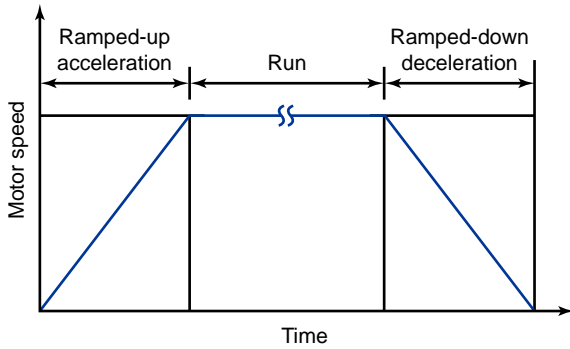 Ramped-up
acceleration
Run
Ramped-down
deceleration
Motor speed
Time